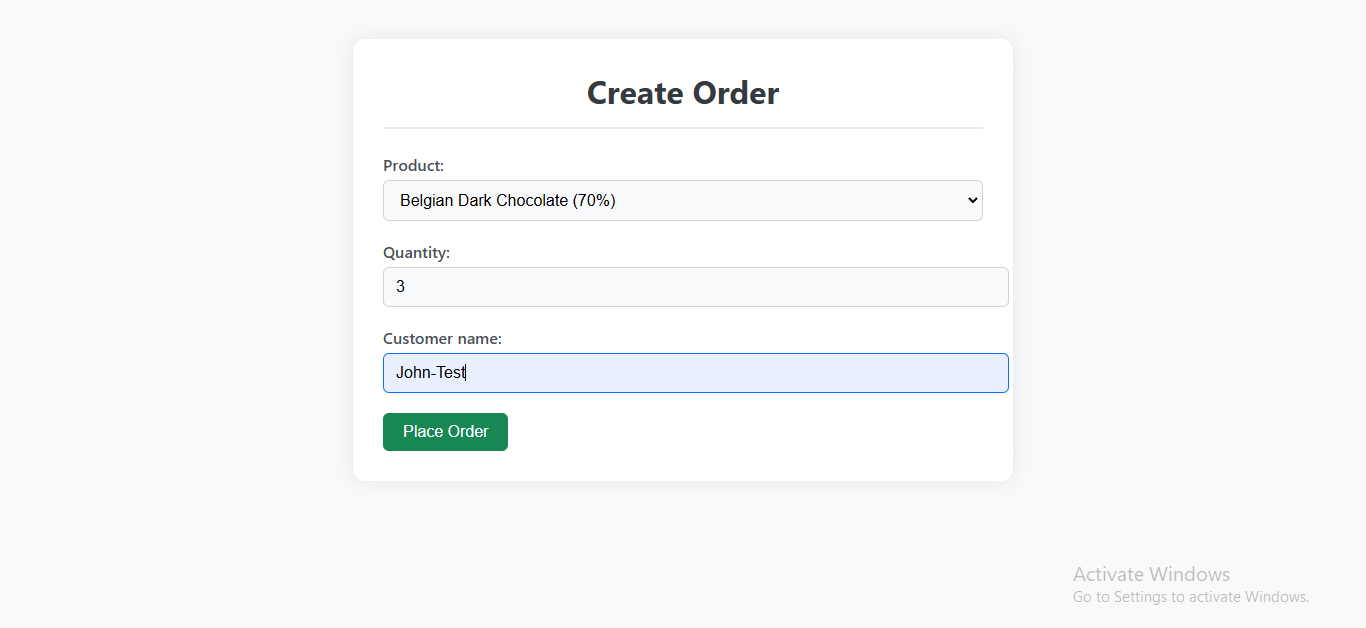 Create Order
Product:
Belgian Dark Chocolate (70%)
Quantity:
3
Customer name:
John-Test
Place Order
Activate Windows
Go to Settings to activate Windows.